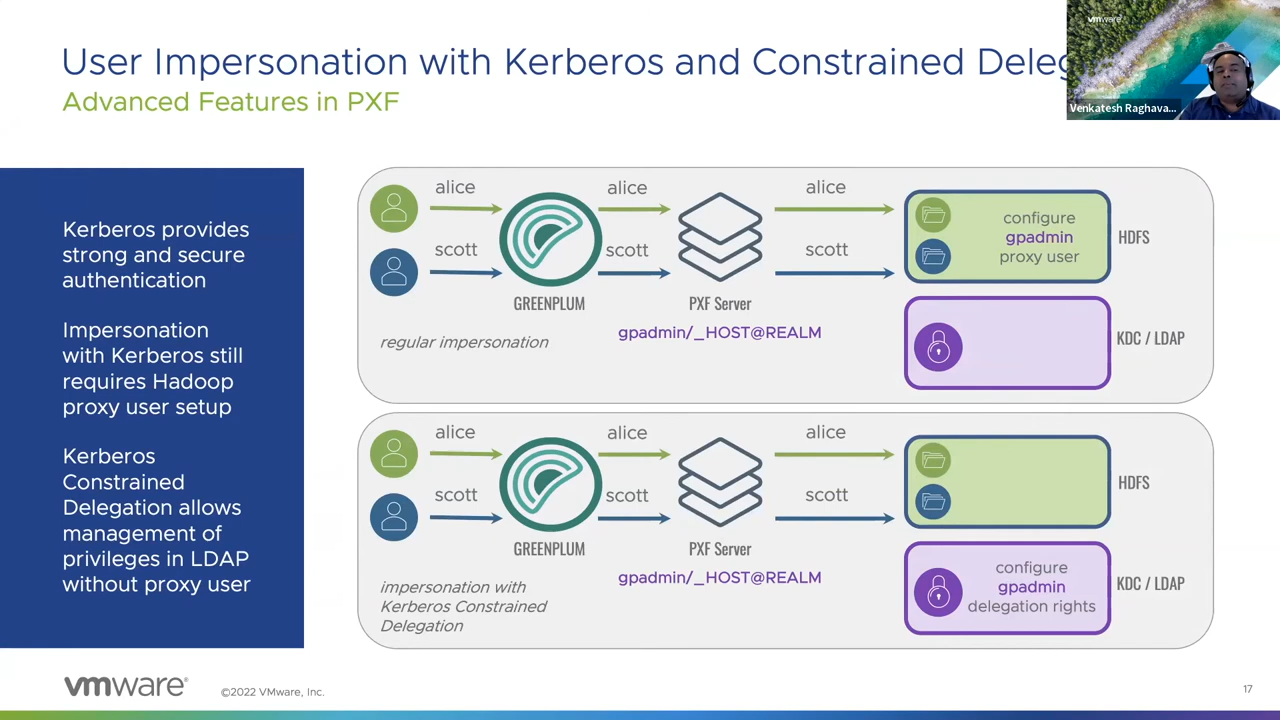 User Impersonation with Kerberos and Constrained Deleg
Advanced Features in PXF
vmware
Venkatesh Raghava...
Kerberos provides
strong and secure
authentication
Impersonation
with Kerberos still
requires Hadoop
proxy user setup
Kerberos
Constrained
Delegation allows
management of
privileges in LDAP
without proxy user
alice
alice
alice
scott
scott
scott
GREENPLUM
PXF Server
gpadmin/_HOST@REALM
regular impersonation
configure
gpadmin
proxy user
HDFS
KDC / LDAP
alice
alice
alice
scott
scott
scott
GREENPLUM
PXF Server
gpadmin/_HOST@REALM
impersonation with
Kerberos Constrained
Delegation
HDFS
configure
gpadmin
delegation rights
KDC / LDAP
vmware®
©2022 VMware, Inc.
17